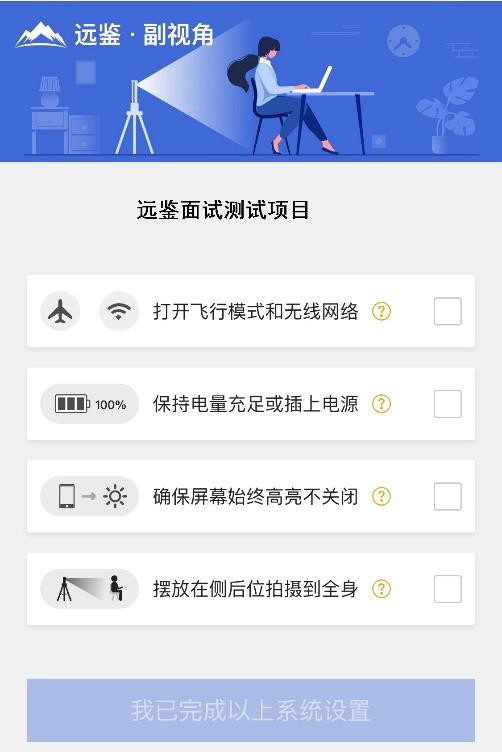 远鉴·副视角
远鉴面试测试项目
打开飞行模式和无线网络 ?
100% 保持电量充足或插上电源 ?
确保屏幕始终高亮不关闭 ?
摆放在侧后位拍摄到全身 ?
我已完成以上系统设置